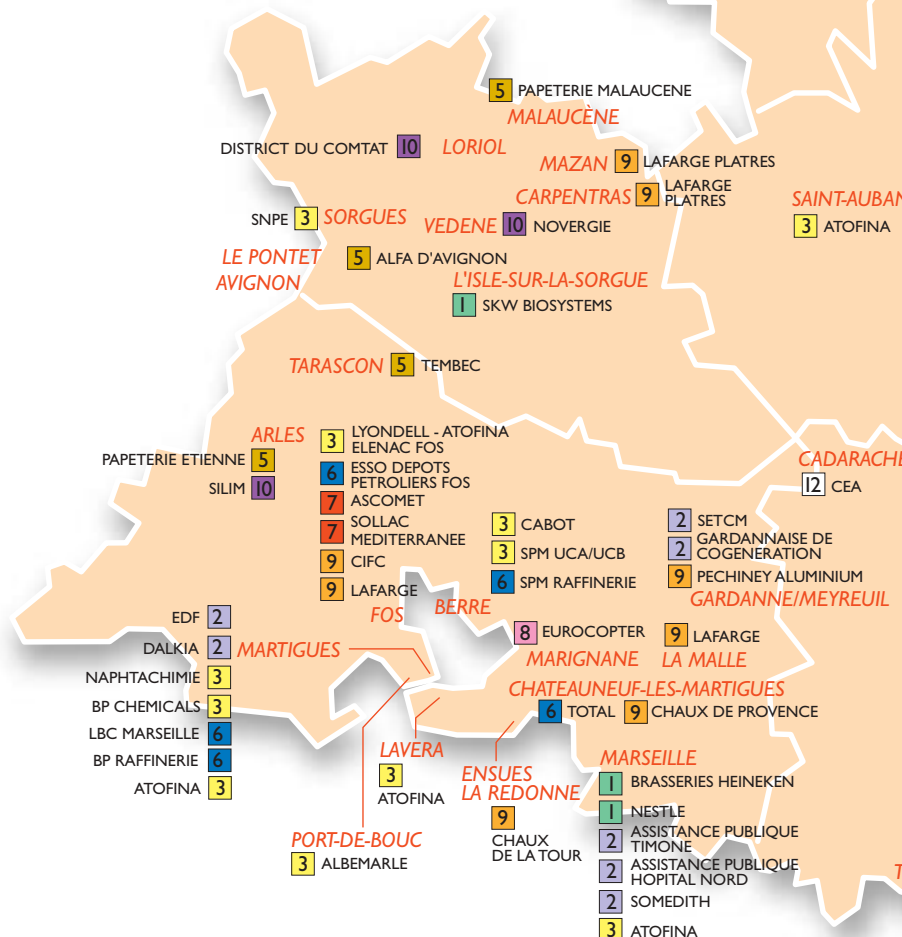 5 PAPETERIE MALAUCENE
MALAUCÈNE
DISTRICT DU COMTAT 10 LORIOL
MAZAN 9 LAFARGE PLATRES
CARPENTRAS 9 LAFARGE
PLATRES
SAINT-AUBAN
3 ATOFINA
SNPE 3 SORGUES
VEDENE 10 NOVERGIE
LE PONTET
AVIGNON
5 ALFA D'AVIGNON
L'ISLE-SUR-LA-SORGUE
1 SKW BIOSYSTEMS
TARASCON 5 TEMBEC
ARLES
PAPETERIE ETIENNE 5
SILIM 10
3 LYONDELL - ATOFINA
ELENAC FOS
6 ESSO DEPOTS
PETROLIERS FOS
7 ASCOMET
7 SOLLAC
MEDITERRANEE
9 CIFC
9 LAFARGE
FOS
3 CABOT
3 SPM UCA/UCB
6 SPM RAFFINERIE
BERRE
CADARACHE
12 CEA
2 SETCM
2 GARDANNAISE DE
COGENERATION
9 PECHINEY ALUMINIUM
GARDANNE/MEYREUIL
8 EUROCOPTER
MARIGNANE
9 LAFARGE
LA MALLE
EDF 2
DALKIA 2
MARTIGUES
NAPHTACHIMIE 3
BP CHEMICALS 3
LBC MARSEILLE 6
BP RAFFINERIE 6
ATOFINA 3
CHATEAUNEUF-LES-MARTIGUES
6 TOTAL 9 CHAUX DE PROVENCE
LAVERA
3
ATOFINA
ENSUES
LA REDONNE
9
CHAUX
DE LA TOUR
PORT-DE-BOUC
3 ALBEMARLE
MARSEILLE
1 BRASSERIES HEINEKEN
1 NESTLE
2 ASSISTANCE PUBLIQUE
TIMONE
2 ASSISTANCE PUBLIQUE
HOPITAL NORD
2 SOMEDITH
3 ATOFINA
T